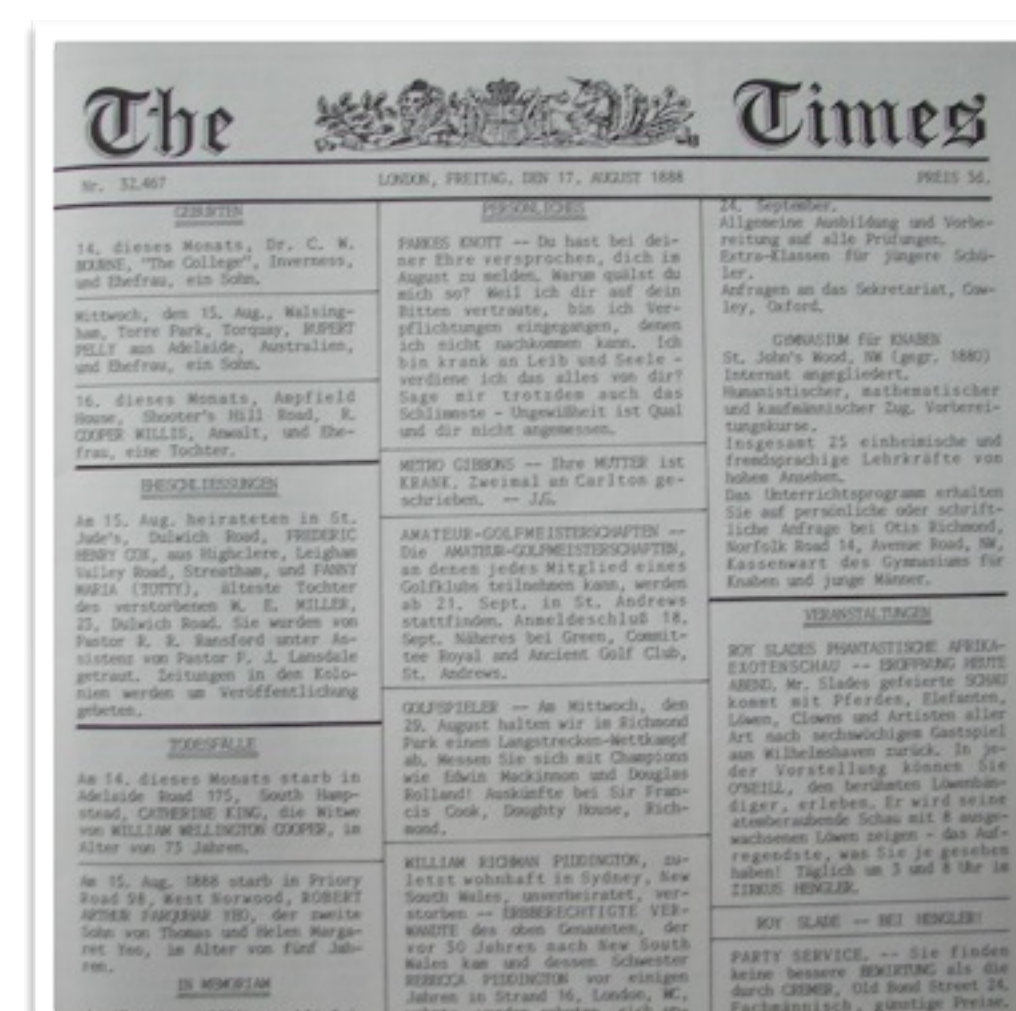 The Times
Nr. 32.467 LONDON, FREITAG, DEN 17. AUGUST 1888 PREIS 3d.
GEBURTEN
14. dieses Monats, Dr. C. W.
BOURNE, "The College", Inverness,
und Ehefrau, ein Sohn.
Mittwoch, den 15. Aug., Walsing-
ham, Torre Park, Torquay, RUPERT
PELLY aus Adelaide, Australien,
und Ehefrau, ein Sohn.
16. dieses Monats, Ampfield
House, Shooter's Hill Road, R.
COOPER WILLIS, Anwalt, und Ehe-
frau, eine Tochter.
EHESCHLIESSUNGEN
Am 15. Aug. heirateten in St.
Jude's, Dulwich Road, FREDERIC
HENRY COX, aus Highclere, Leigham
Valley Road, Streatham, und FANNY
MARIA (TOTTY), älteste Tochter
des verstorbenen W. E. MILLER,
25, Dulwich Road. Sie wurden von
Pastor R. R. Ransford unter As-
sistenz von Pastor F. J. Lansdale
getraut. Zeitungen in den Kolo-
nien werden um Veröffentlichung
gebeten.
TODESFÄLLE
Am 14. dieses Monats starb in
Adelaide Road 175, South Hamp-
stead, CATHERINE KING, die Witwe
von WILLIAM WELLINGTON COOPER, im
Alter von 75 Jahren.
Am 15. Aug. 1888 starb in Priory
Road 98, West Norwood, ROBERT
ARTHUR FARQUHAR YEO, der zweite
Sohn von Thomas und Helen Marga-
ret Yeo, im Alter von fünf Jah-
ren.
IN MEMORIAM
PERSÖNLICHES
PARKES KNOTT -- Du hast bei dei-
ner Ehre versprochen, dich im
August zu melden. Warum quälst du
mich so? Weil ich dir auf dein
Bitten vertraute, bin ich Ver-
pflichtungen eingegangen, denen
ich nicht nachkommen kann. Ich
bin krank an Leib und Seele -
verdiene ich das alles von dir?
Sage mir trotzdem auch das
Schlimmste - Ungewißheit ist Qual
und dir nicht angemessen.
METRO GIBBONS -- Ihre MUTTER ist
KRANK. Zweimal an Carlton ge-
schrieben. -- J.G.
AMATEUR-GOLFMEISTERSCHAFTEN --
Die AMATEUR-GOLFMEISTERSCHAFTEN,
an denen jedes Mitglied eines
Golfklubs teilnehmen kann, werden
ab 21. Sept. in St. Andrews
stattfinden. Anmeldeschluß 18.
Sept. Näheres bei Green, Commit-
tee Royal and Ancient Golf Club,
St. Andrews.
GOLFSPIELER -- Am Mittwoch, den
29. August halten wir im Richmond
Park einen Langstrecken-Wettkampf
ab. Messen Sie sich mit Champions
wie Edwin Mackinnon und Douglas
Rolland! Auskünfte bei Sir Fran-
cis Cook, Doughty House, Rich-
mond.
WILLIAM RICHMAN PIDDINGTON, zu-
letzt wohnhaft in Sydney, New
South Wales, unverheiratet, ver-
storben -- ERBBERECHTIGTE VER-
WANDTE des oben Genannten, der
vor 50 Jahren nach New South
Wales kam und dessen Schwester
REBECCA PIDDINGTON vor einigen
Jahren in Strand 16, London, WC,
24. September.
Allgemeine Ausbildung und Vorbe-
reitung auf alle Prüfungen.
Extra-Klassen für jüngere Schü-
ler.
Anfragen an das Sekretariat, Cow-
ley, Oxford.
GYMNASIUM für KNABEN
St. John's Wood, NW (gegr. 1880)
Internat angegliedert.
Humanistischer, mathematischer
und kaufmännischer Zug. Vorberei-
tungskurse.
Insgesamt 25 einheimische und
fremdsprachige Lehrkräfte von
hohem Ansehen.
Das Unterrichtsprogramm erhalten
Sie auf persönliche oder schrift-
liche Anfrage bei Otis Richmond,
Norfolk Road 14, Avenue Road, NW,
Kassenwart des Gymnasiums für
Knaben und junge Männer.
VERANSTALTUNGEN
ROY SLADES PHANTASTISCHE AFRIKA-
EXOTENSCHAU -- ERÖFFNUNG HEUTE
ABEND. Mr. Slades gefeierte SCHAU
kommt mit Pferden, Elefanten,
Löwen, Clowns und Artisten aller
Art nach sechswöchigem Gastspiel
aus Wilhelmshaven zurück. In je-
der Vorstellung können Sie
O'NEILL, den berühmten Löwenbän-
diger, erleben. Er wird seine
atemberaubende Schau mit 8 ausge-
wachsenen Löwen zeigen - das Auf-
regendste, was Sie je gesehen
haben! Täglich um 3 und 8 Uhr im
ZIRKUS HENGLER.
ROY SLADE -- BEI HENGLER!
PARTY SERVICE. -- Sie finden
keine bessere BEWIRTUNG als die
durch CREMER, Old Bond Street 24.
Fachmännisch, günstige Preise.